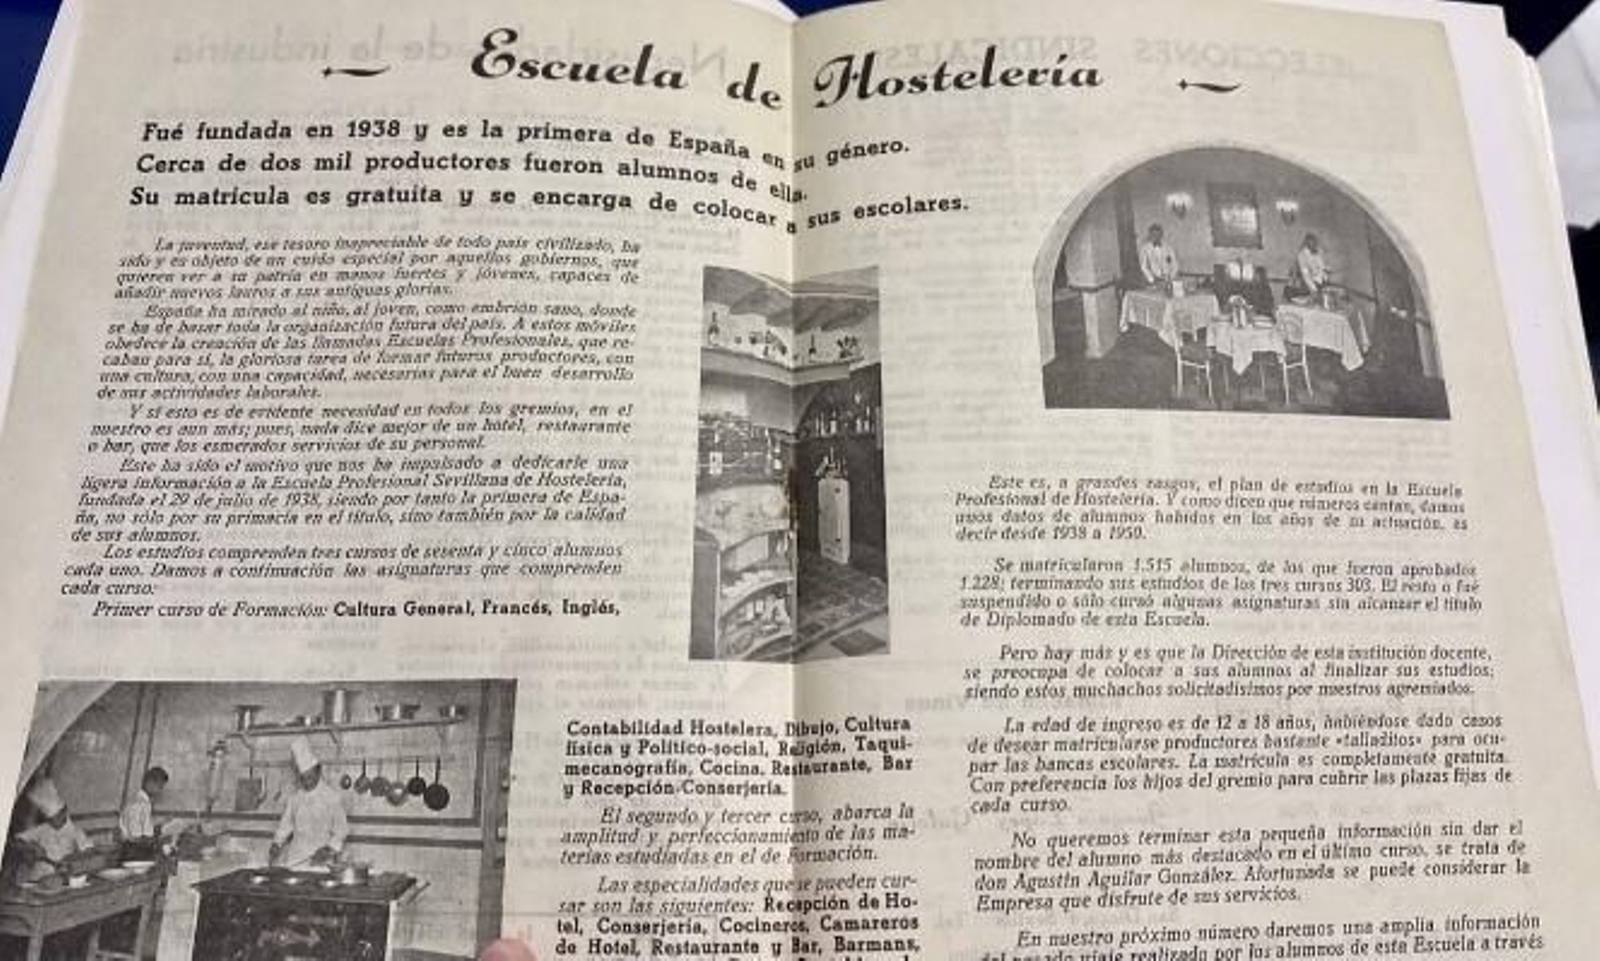 Escuela de Hostelería
Fué fundada en 1938 y es la primera de España en su género.
Cerca de dos mil productores fueron alumnos de ella.
Su matrícula es gratuita y se encarga de colocar a sus escolares.
La juventud, ese tesoro inapreciable de todo país civilizado, ha
sido y es objeto de un cuido especial por aquellos gobiernos, que
quieren ver a su patria en manos fuertes y jóvenes, capaces de
añadir nuevos lauros a sus antiguas glorias.
España ha mirado al niño, al joven, como embrión sano, donde
se ha de basar toda la organización futura del país. A estos móviles
obedece la creación de las llamadas Escuelas Profesionales, que re-
caban para sí, la gloriosa tarea de formar futuros productores, con
una cultura, con una capacidad, necesarias para el buen desarrollo
de sus actividades laborales.
Y si esto es de evidente necesidad en todos los gremios, en el
nuestro es aun más; pues, nada dice mejor de un hotel, restaurante
o bar, que los esmerados servicios de su personal.
Este ha sido el motivo que nos ha impulsado a dedicarle una
ligera información a la Escuela Profesional Sevillana de Hostelería,
fundada el 29 de julio de 1938, siendo por tanto la primera de Espa-
ña, no sólo por su primacía en el título, sino también por la calidad
de sus alumnos.
Los estudios comprenden tres cursos de sesenta y cinco alumnos
cada uno. Damos a continuación las asignaturas que comprenden
cada curso:
Primer curso de Formación: Cultura General, Francés, Inglés,
Contabilidad Hostelera, Dibujo, Cultura
física y Político-social, Religión, Taqui-
mecanografía, Cocina, Restaurante, Bar
y Recepción-Conserjería.
El segundo y tercer curso, abarca la
amplitud y perfeccionamiento de las ma-
terias estudiadas en el de Formación.
Las especialidades que se pueden cur-
sar son las siguientes: Recepción de Ho-
tel, Conserjería, Cocineros, Camareros
de Hotel, Restaurante y Bar, Barmans,
Este es, a grandes rasgos, el plan de estudios en la Escuela
Profesional de Hostelería. Y como dicen que números cantan, damos
unos datos de alumnos habidos en los años de su actuación, es
decir desde 1938 a 1950.
Se matricularon 1.515 alumnos, de los que fueron aprobados
1.228; terminando sus estudios de los tres cursos 303. El resto o fué
suspendido o sólo cursó algunas asignaturas sin alcanzar el título
de Diplomado de esta Escuela.
Pero hay más y es que la Dirección de esta institución docente,
se preocupa de colocar a sus alumnos al finalizar sus estudios;
siendo estos muchachos solicitadísimos por nuestros agremiados.
La edad de ingreso es de 12 a 18 años, habiéndose dado casos
de desear matricularse productores bastante «talladitos» para ocu-
par las bancas escolares. La matrícula es completamente gratuita.
Con preferencia los hijos del gremio para cubrir las plazas fijas de
cada curso.
No queremos terminar esta pequeña información sin dar el
nombre del alumno más destacado en el último curso, se trata de
don Agustín Aguilar González. Afortunada se puede considerar la
Empresa que disfrute de sus servicios.
En nuestro próximo número daremos una amplia información
viaje realizado por los alumnos de esta Escuela a través